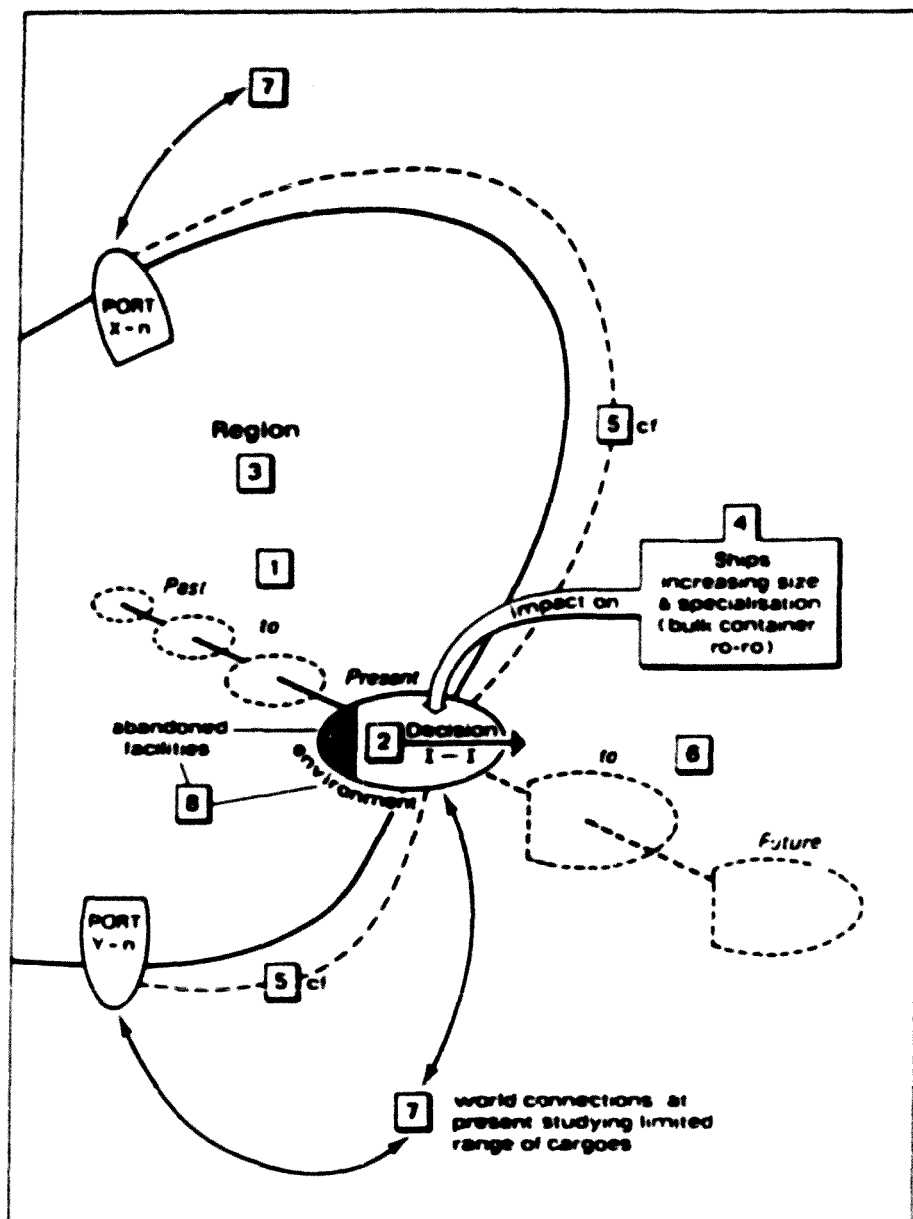 7
PORT
X-n
5 cf
Region
3
4
Ships
increasing size
& specialisation
(bulk container
ro-ro)
1
Past
to
impact on
Present
abandoned
facilities
2 Decision
I – I
6
to
8
environment
Future
PORT
Y-n
5 cf
7 world connections at
present studying limited
range of cargoes